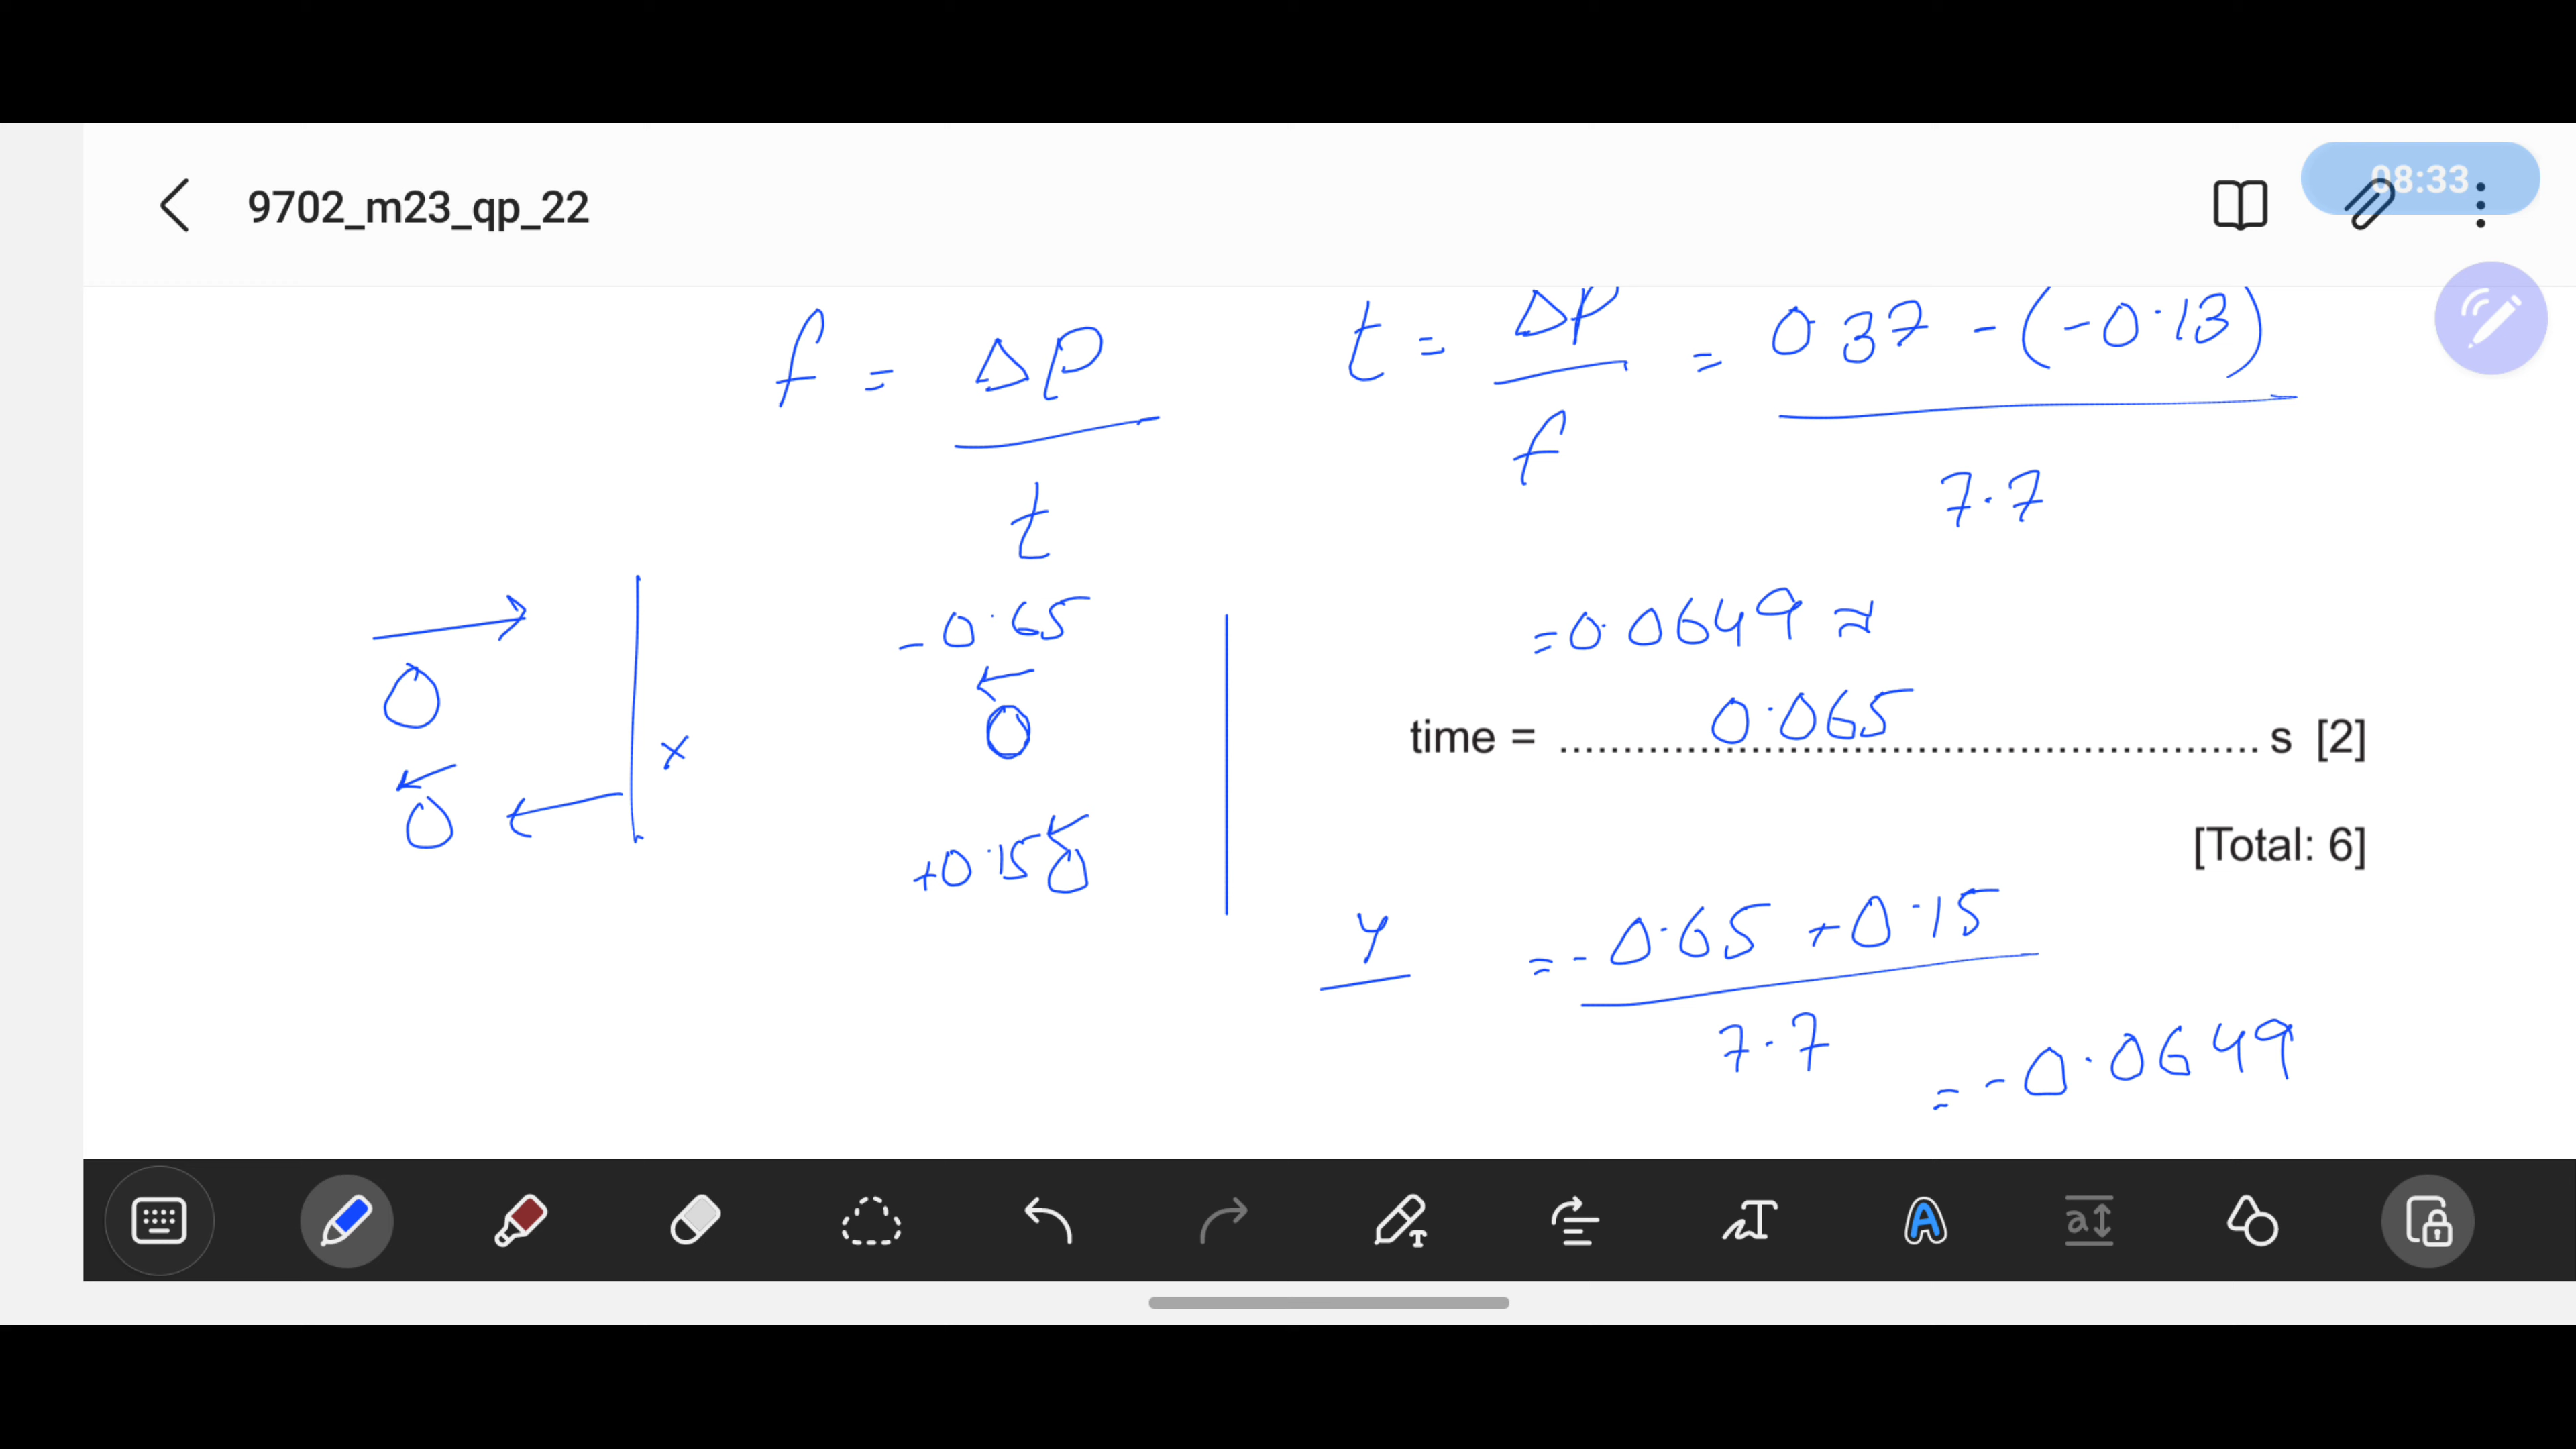 9702_m23_qp_22
08:33
f = ΔP / t
t = ΔP / f = 0 37 - (-0.13) / 7.7
= 0.0649 ≈
-0.65
0.065
time = ........ s [2]
x
+0.15
[Total: 6]
Y = -0.65 + 0.15 / 7.7
= -0.0649